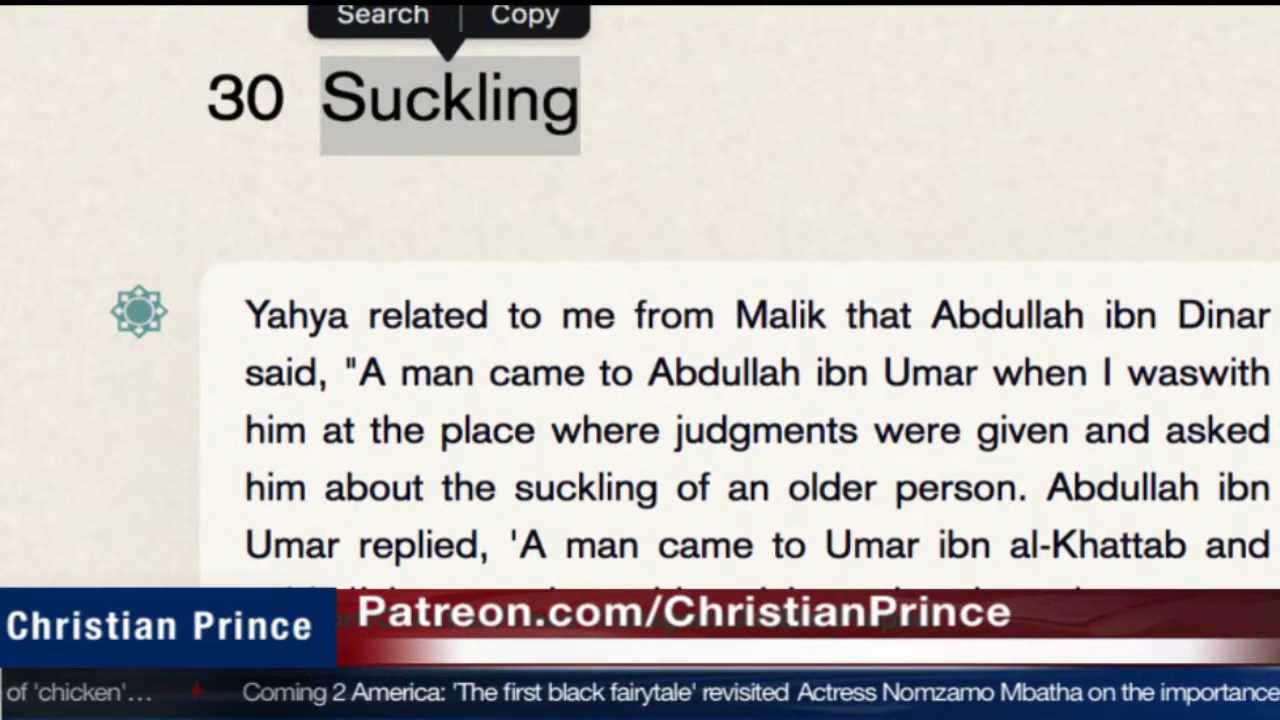 Search | Copy
30 Suckling
Yahya related to me from Malik that Abdullah ibn Dinar
said, "A man came to Abdullah ibn Umar when I waswith
him at the place where judgments were given and asked
him about the suckling of an older person. Abdullah ibn
Umar replied, 'A man came to Umar ibn al-Khattab and
Christian Prince
Patreon.com/ChristianPrince
of 'chicken'... Coming 2 America: 'The first black fairytale' revisited Actress Nomzamo Mbatha on the importance